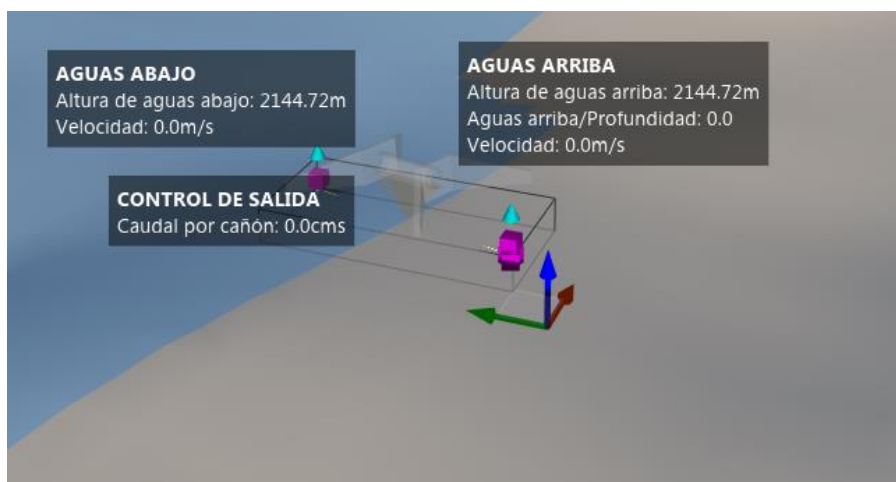 AGUAS ABAJO
Altura de aguas abajo: 2144.72m
Velocidad: 0.0m/s
AGUAS ARRIBA
Altura de aguas arriba: 2144.72m
Aguas arriba/Profundidad: 0.0
Velocidad: 0.0m/s
CONTROL DE SALIDA
Caudal por cañón: 0.0cms